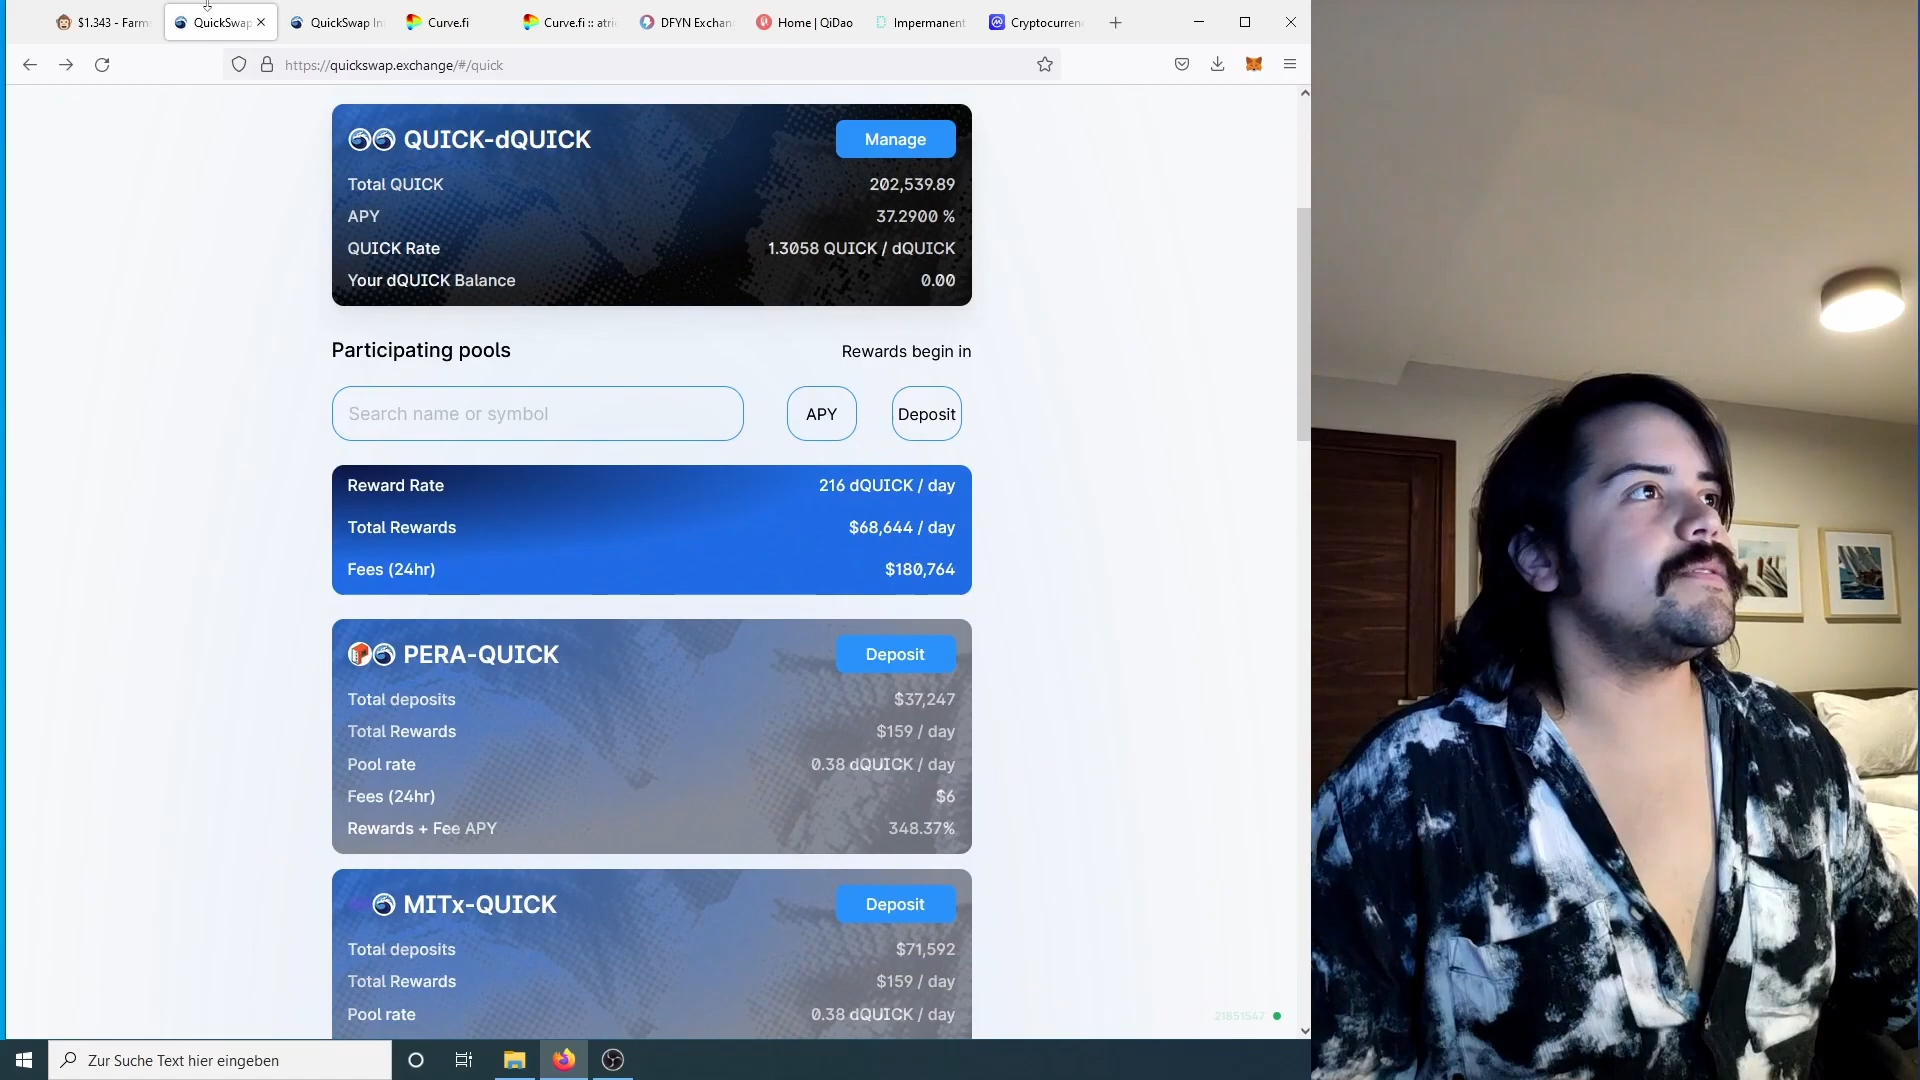 $1.343 - Farm
QuickSwap
QuickSwap In
Curve.fi
Curve.fi :: atri
DFYN Exchan
Home | QiDao
Impermanent
Cryptocurren
https://quickswap.exchange/#/quick
QUICK-dQUICK
Manage
Total QUICK 202,539.89
APY 37.2900 %
QUICK Rate 1.3058 QUICK / dQUICK
Your dQUICK Balance 0.00
Participating pools Rewards begin in
Search name or symbol APY Deposit
Reward Rate 216 dQUICK / day
Total Rewards $68,644 / day
Fees (24hr) $180,764
PERA-QUICK Deposit
Total deposits $37,247
Total Rewards $159 / day
Pool rate 0.38 dQUICK / day
Fees (24hr) $6
Rewards + Fee APY 348.37%
MITx-QUICK Deposit
Total deposits $71,592
Total Rewards $159 / day
Pool rate 0.38 dQUICK / day
21851547
Zur Suche Text hier eingeben